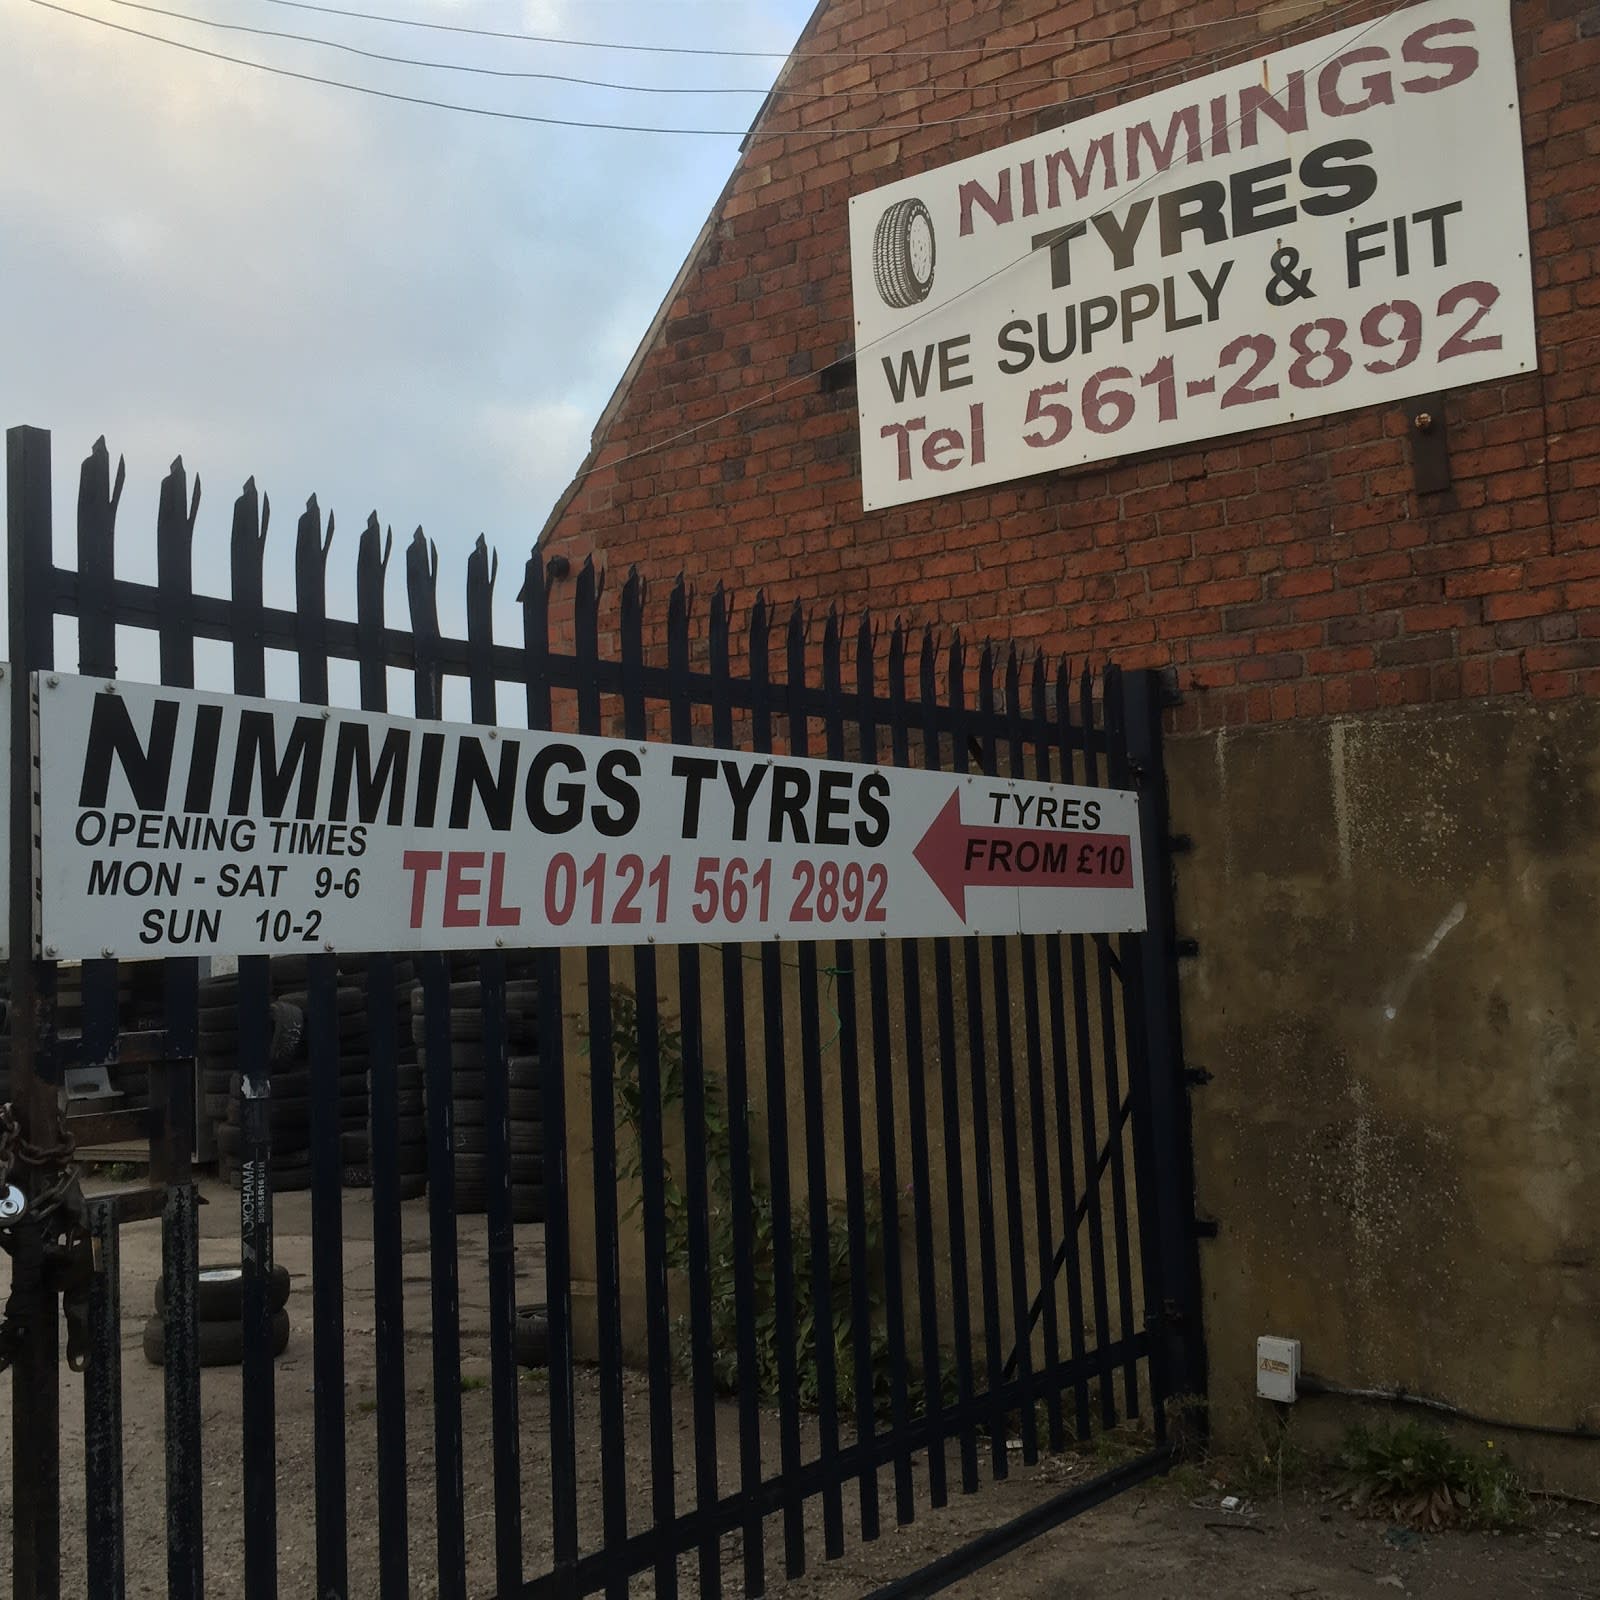 NIMMINGS
TYRES
WE SUPPLY & FIT
Tel 561-2892
NIMMINGS TYRES
OPENING TIMES
MON - SAT 9-6
SUN 10-2
TEL 0121 561 2892
TYRES
FROM £10
YOKOHAMA